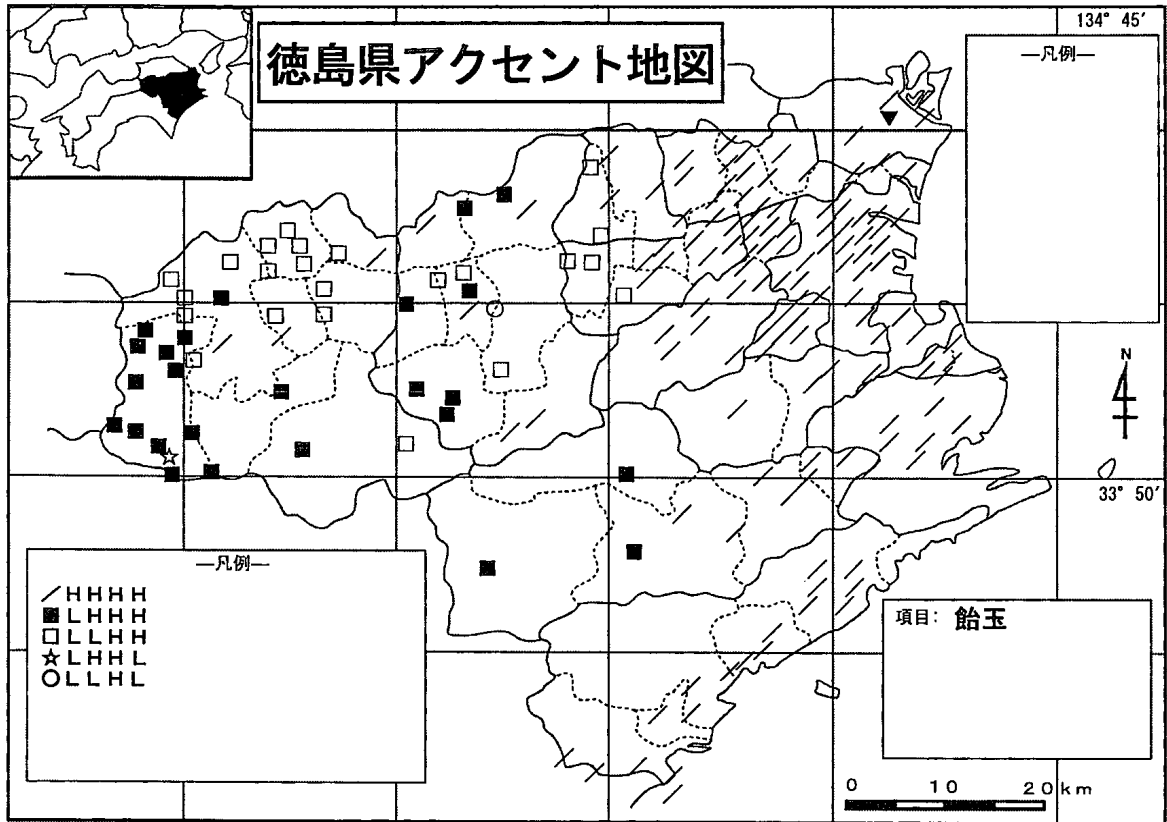 徳島県アクセント地図
134° 45′
―凡例―
N
33° 50′
―凡例―
／HHHH
■LHHH
□LLHH
☆LHHL
○LLHL
項目: 飴玉
0 10 20km